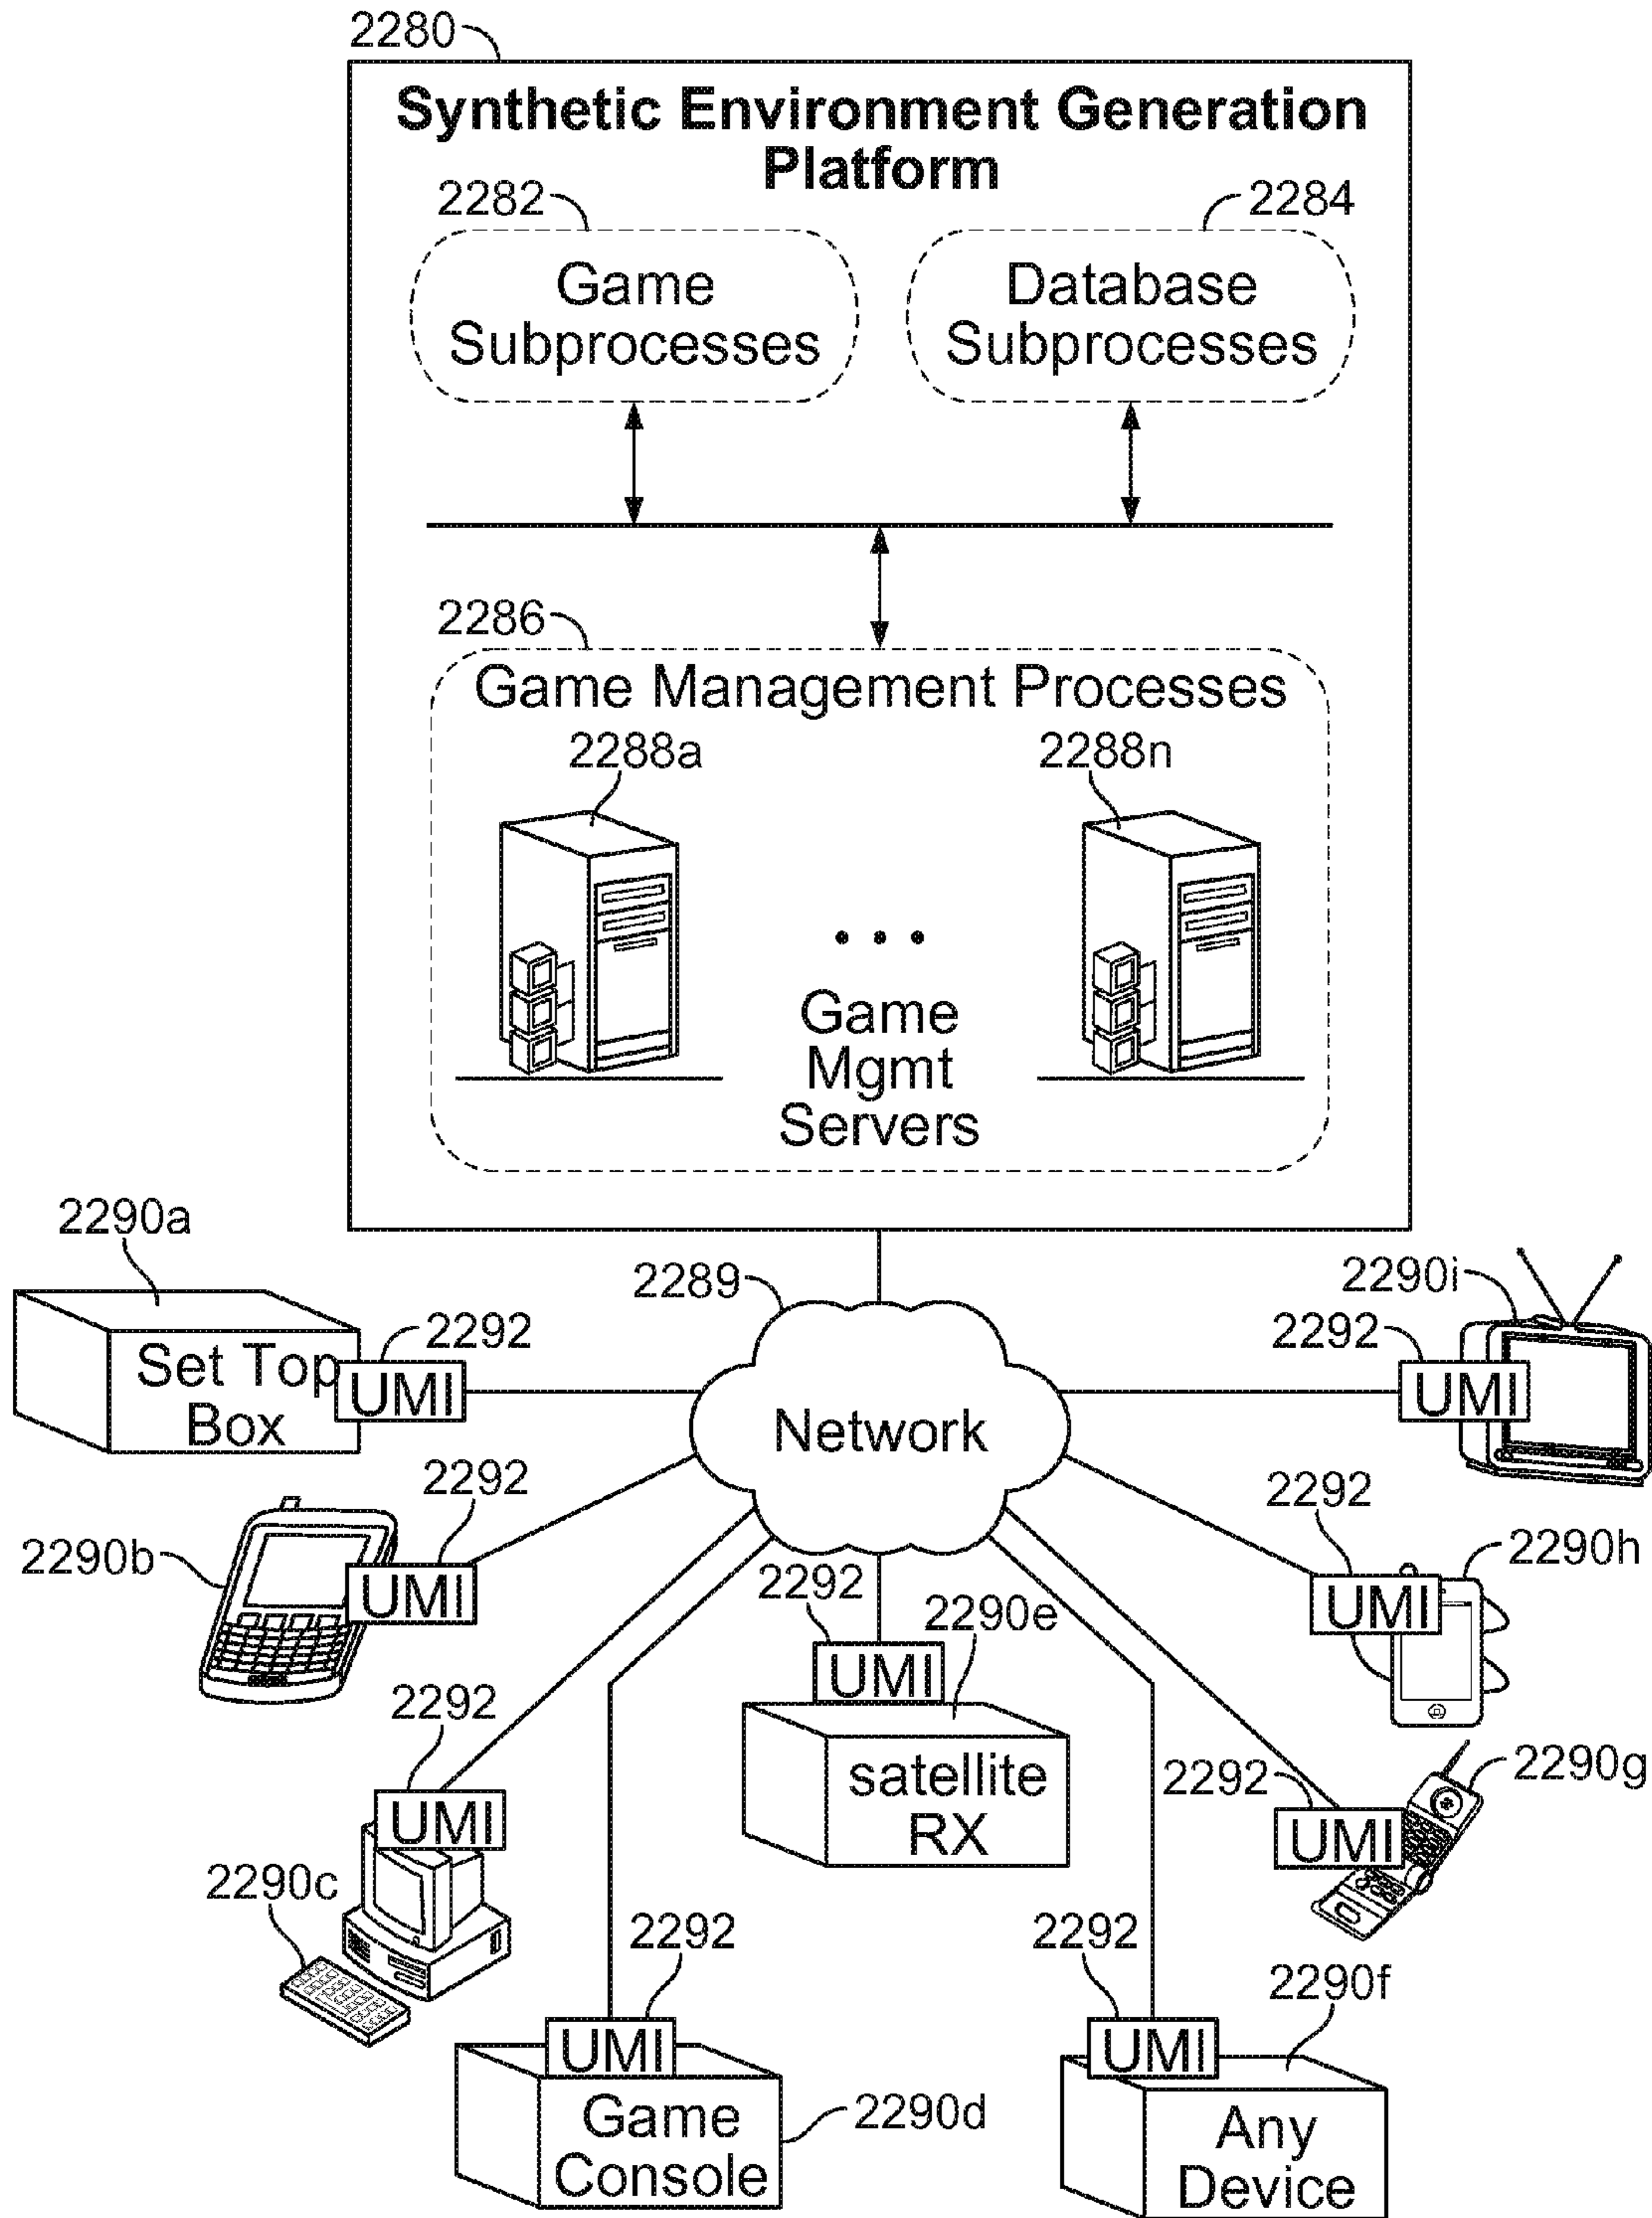 2280
Synthetic Environment Generation
Platform
2282
2284
Game
Subprocesses
Database
Subprocesses
2286
Game Management Processes
2288a
2288n
• • •
Game
Mgmt
Servers
2290a
2289
2290i
2292
2292
Set Top
Box
UMI
UMI
Network
2292
2292
2290b
UMI
2292
2290h
UMI
2290e
UMI
2292
satellite
RX
2292
2290g
UMI
UMI
2290c
2292
2292
2290f
UMI
UMI
Game
Console
2290d
Any
Device